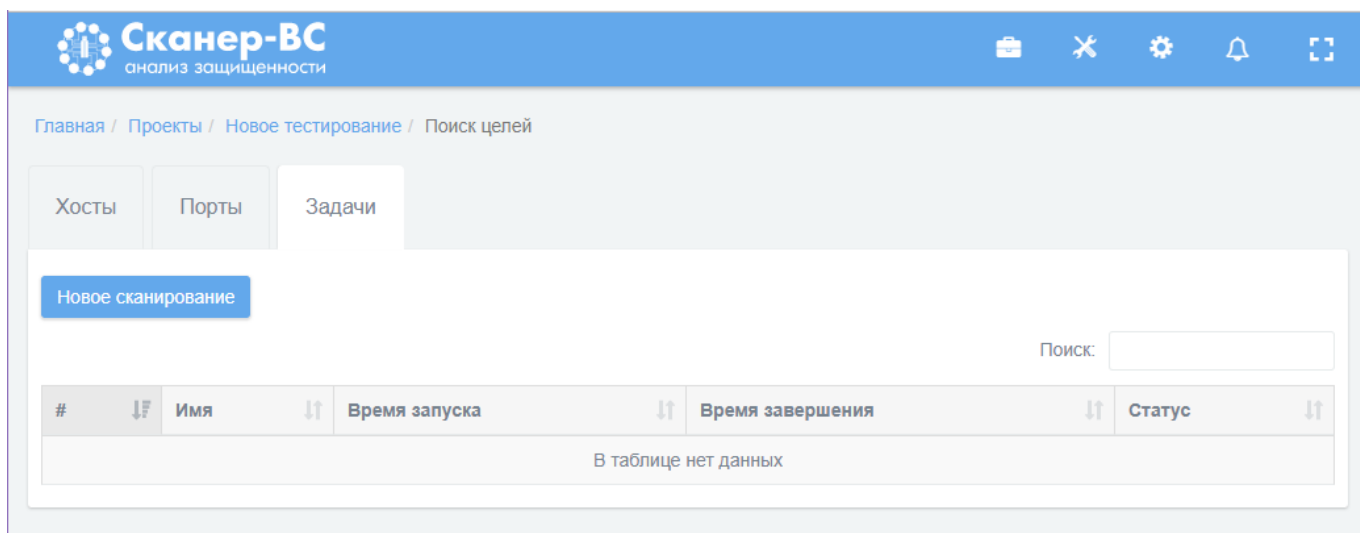 Сканер-ВС
анализ защищенности
Главная / Проекты / Новое тестирование / Поиск целей
Хосты Порты Задачи
Новое сканирование
Поиск:
# Имя Время запуска Время завершения Статус
В таблице нет данных